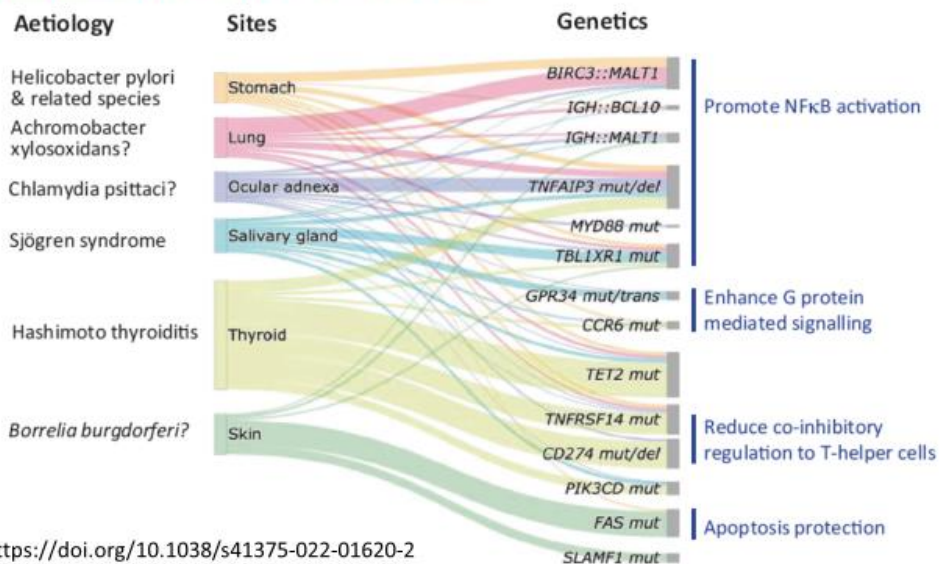 Aetiology
Sites
Genetics
Helicobacter pylori
& related species
Achromobacter
xylosoxidans?
Chlamydia psittaci?
Sjögren syndrome
Hashimoto thyroiditis
Borrelia burgdorferi?
Stomach
Lung
Ocular adnexa
Salivary gland
Thyroid
Skin
BIRC3::MALT1
IGH::BCL10
IGH::MALT1
TNFAIP3 mut/del
MYD88 mut
TBL1XR1 mut
GPR34 mut/trans
CCR6 mut
TET2 mut
TNFRSF14 mut
CD274 mut/del
PIK3CD mut
FAS mut
SLAMF1 mut
Promote NFκB activation
Enhance G protein
mediated signalling
Reduce co-inhibitory
regulation to T-helper cells
Apoptosis protection
ttps://doi.org/10.1038/s41375-022-01620-2